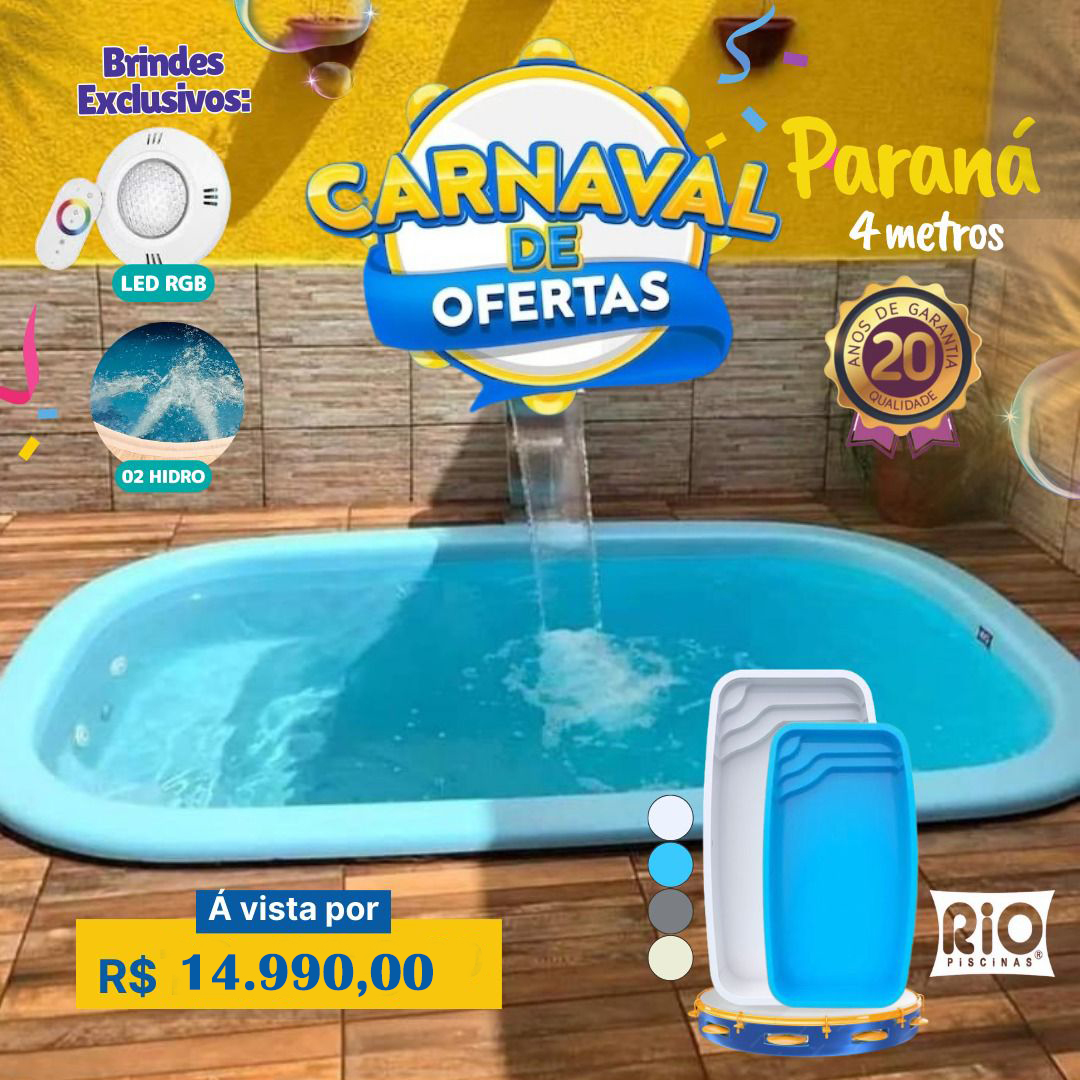 Brindes
Exclusivos:
LED RGB
02 HIDRO
CARNAVAL
DE
OFERTAS
Paraná
4 metros
ANOS DE GARANTIA
20
QUALIDADE
Á vista por
R$ 14.990,00
RiO
PiSCiNAS®